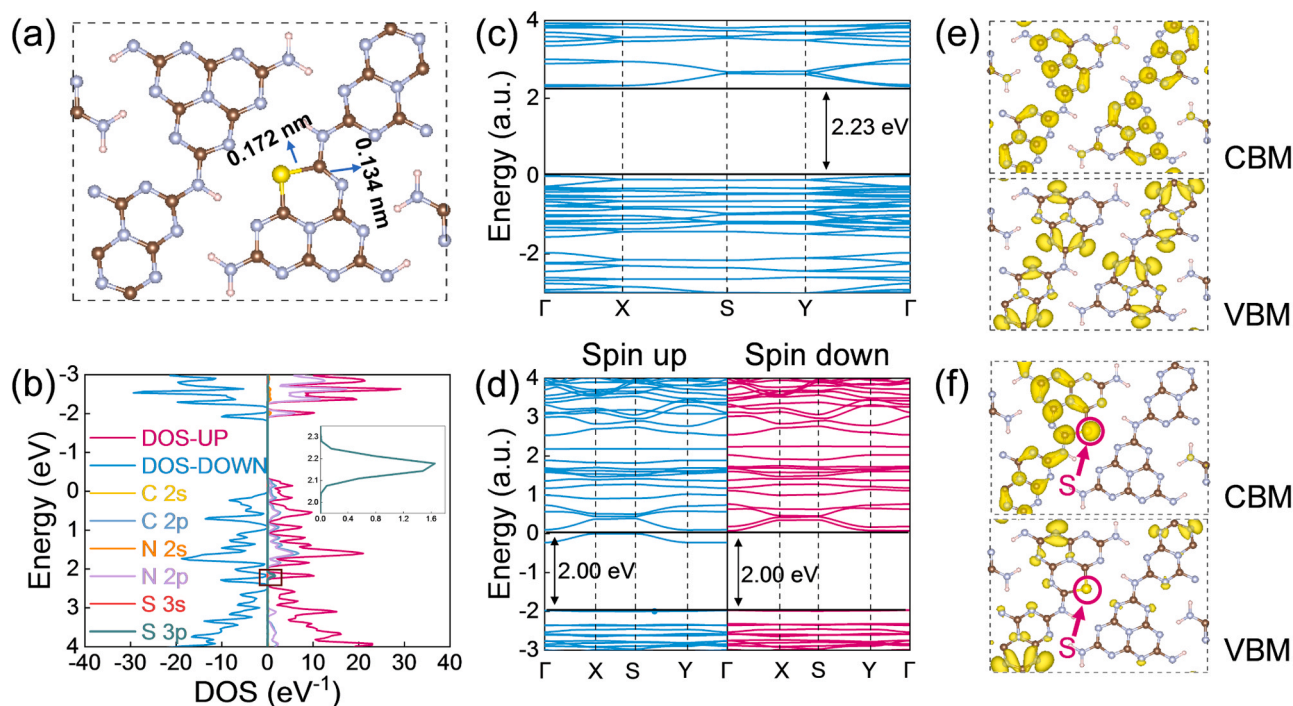 (a)
0.172 nm
0.134 nm
(b)
-3
-2
-1
0
1
2
3
4
Energy (eV)
DOS-UP
DOS-DOWN
C 2s
C 2p
N 2s
N 2p
S 3s
S 3p
2.3
2.2
2.1
2.0
0.0 0.4 0.8 1.2 1.6
-40 -30 -20 -10 0 10 20 30 40
DOS (eV⁻¹)
(c)
4
2
0
-2
Energy (a.u.)
2.23 eV
Γ X S Y Γ
(d)
Spin up Spin down
4
3
2
1
0
-1
-2
-3
Energy (a.u.)
2.00 eV 2.00 eV
Γ X S Y Γ X S Y Γ
(e)
CBM
VBM
(f)
S
CBM
S
VBM